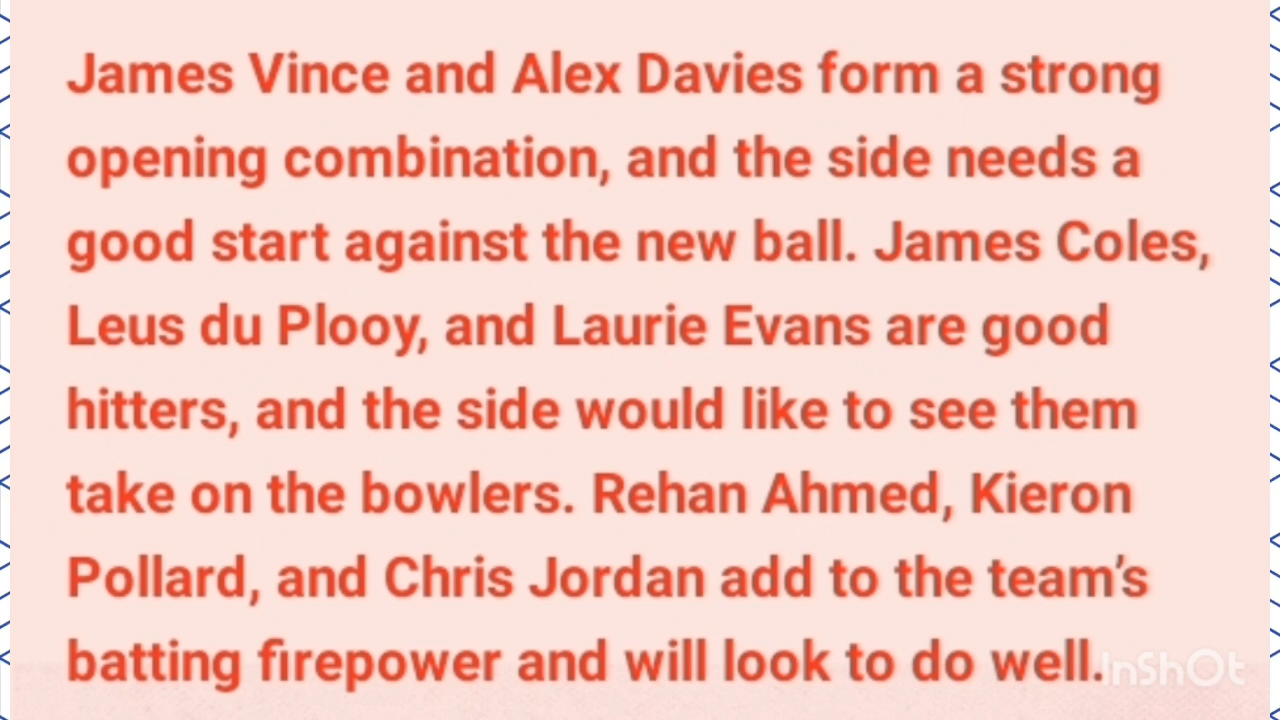 James Vince and Alex Davies form a strong
opening combination, and the side needs a
good start against the new ball. James Coles,
Leus du Plooy, and Laurie Evans are good
hitters, and the side would like to see them
take on the bowlers. Rehan Ahmed, Kieron
Pollard, and Chris Jordan add to the team’s
batting firepower and will look to do well.
InShOt